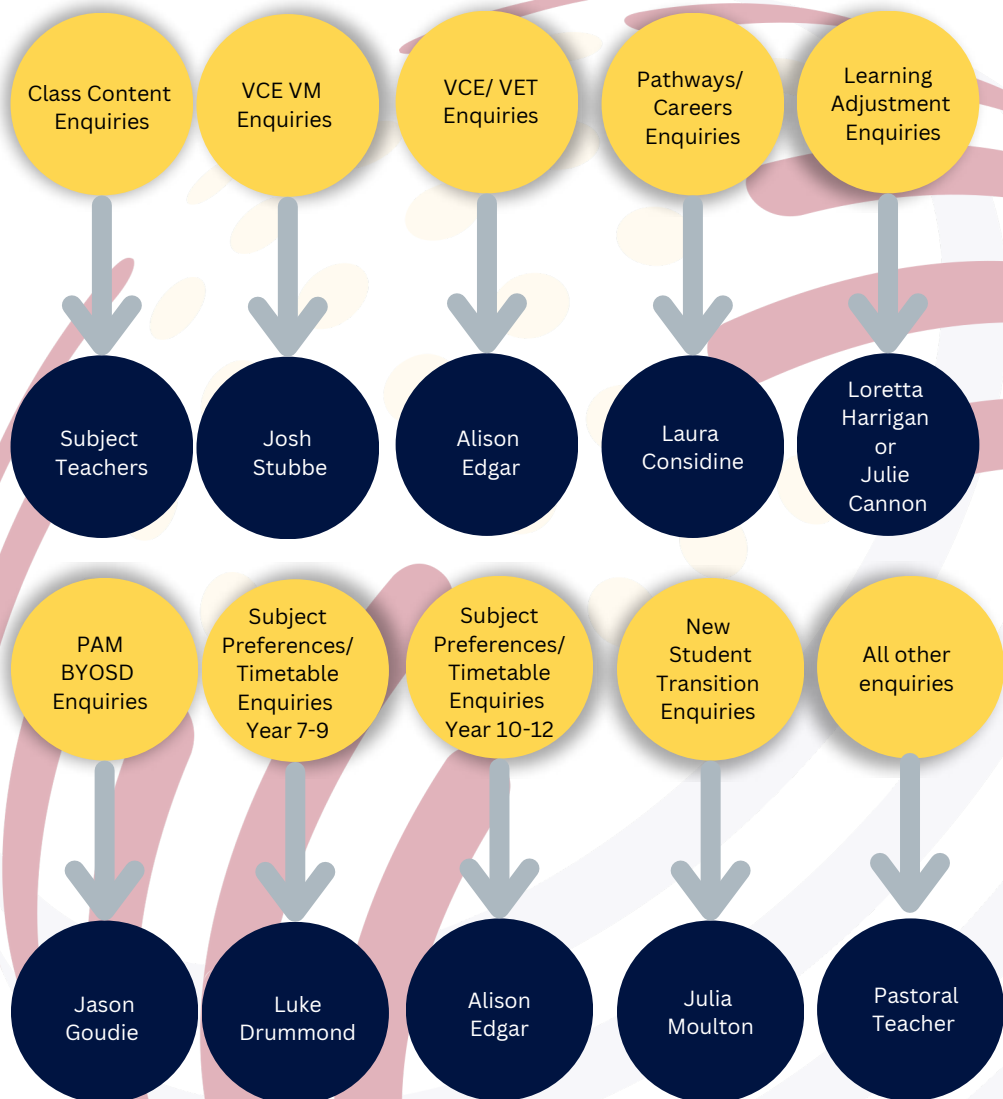 Class Content
Enquiries
VCE VM
Enquiries
VCE/ VET
Enquiries
Pathways/
Careers
Enquiries
Learning
Adjustment
Enquiries
Subject
Teachers
Josh
Stubbe
Alison
Edgar
Laura
Considine
Loretta
Harrigan
or
Julie
Cannon
PAM
BYOSD
Enquiries
Subject
Preferences/
Timetable
Enquiries
Year 7-9
Subject
Preferences/
Timetable
Enquiries
Year 10-12
New
Student
Transition
Enquiries
All other
enquiries
Jason
Goudie
Luke
Drummond
Alison
Edgar
Julia
Moulton
Pastoral
Teacher